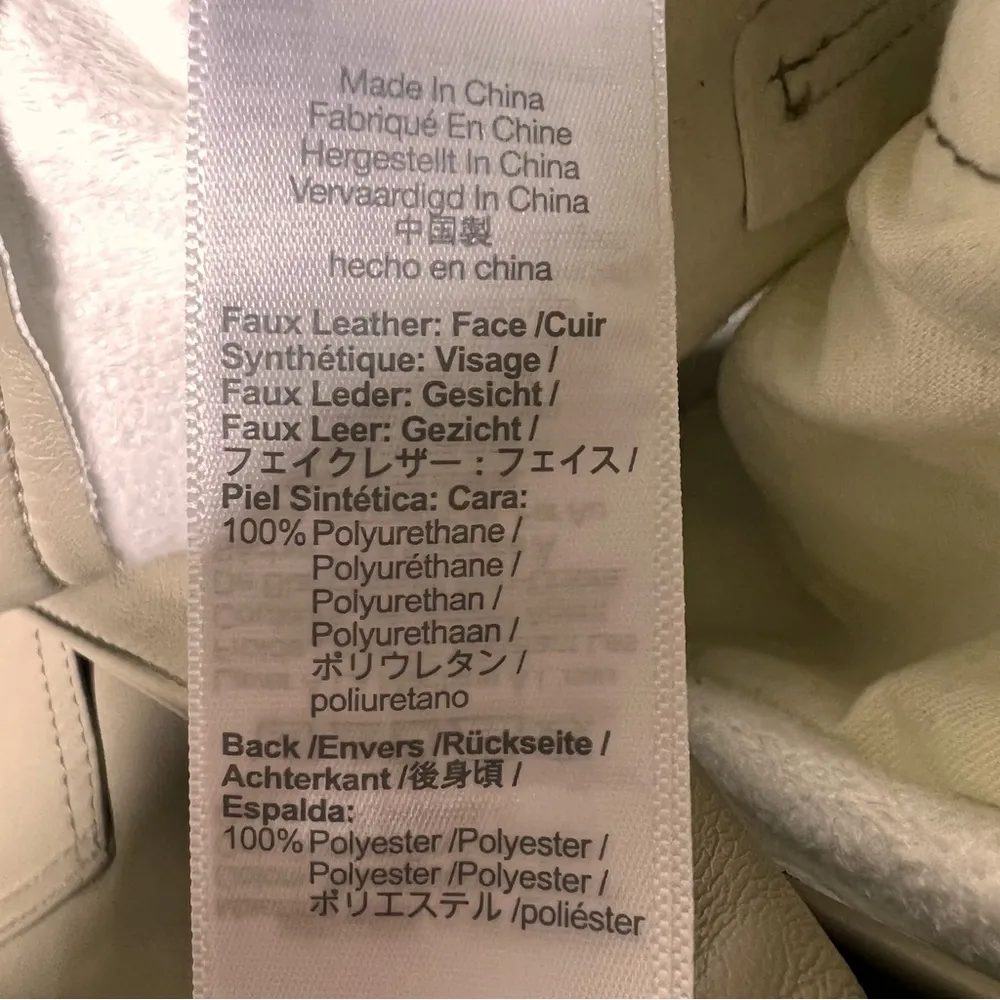 Made In China
Fabriqué En Chine
Hergestellt In China
Vervaardigd In China
中国製
hecho en china
Faux Leather: Face /Cuir
Synthétique: Visage /
Faux Leder: Gesicht /
Faux Leer: Gezicht /
フェイクレザー : フェイス /
Piel Sintética: Cara:
100% Polyurethane /
Polyuréthane /
Polyurethan /
Polyurethaan /
ポリウレタン /
poliuretano
Back /Envers /Rückseite /
Achterkant /後身頃 /
Espalda:
100% Polyester /Polyester /
Polyester /Polyester /
ポリエステル /poliéster